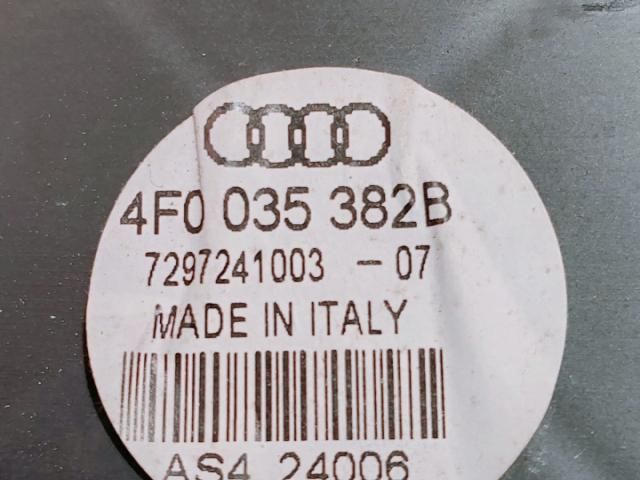 4F0 035 382B
7297241003 - 07
MADE IN ITALY
AS4 24006